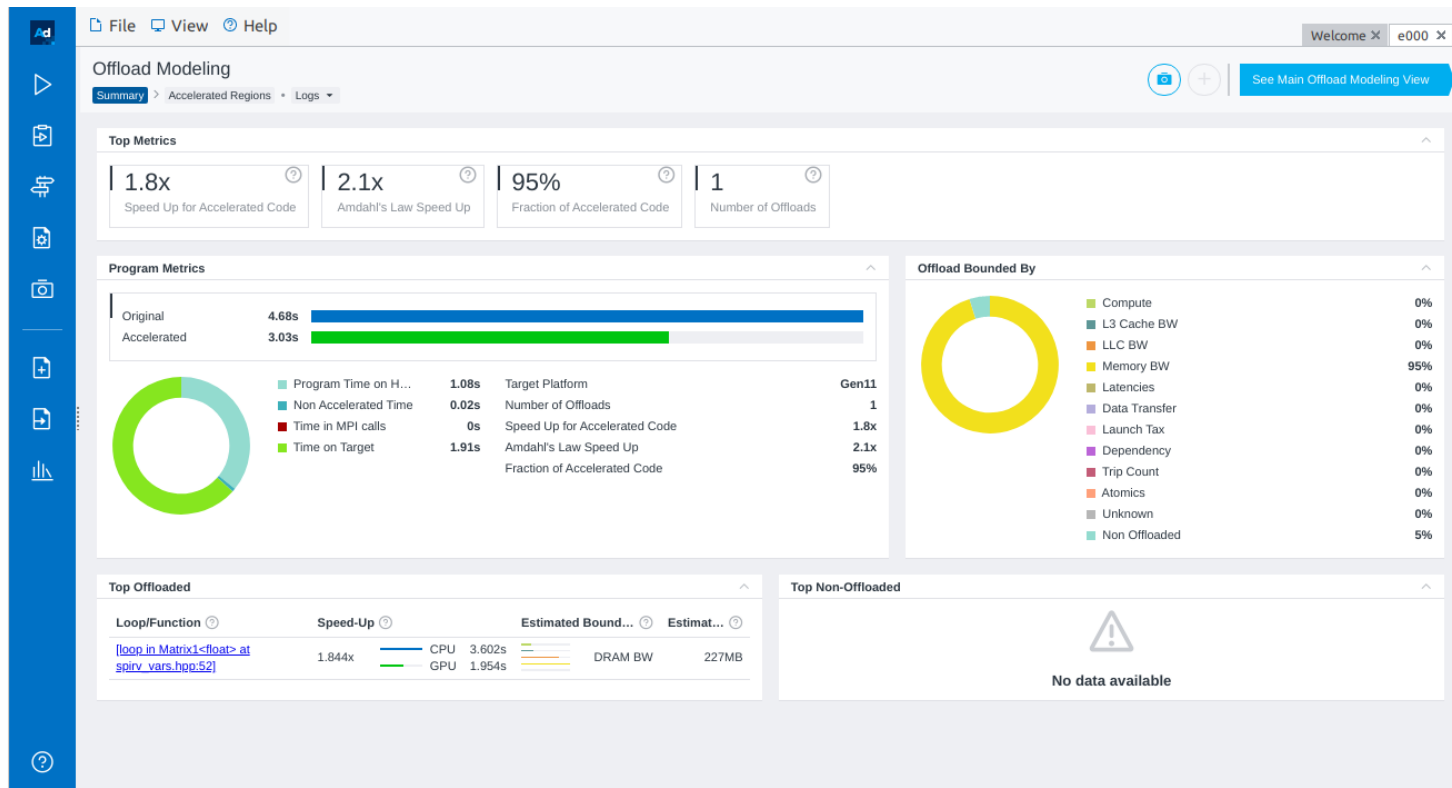 Ad
File View Help
Welcome ✕ e000 ✕
Offload Modeling
Summary > Accelerated Regions • Logs
See Main Offload Modeling View
Top Metrics
1.8x
Speed Up for Accelerated Code
2.1x
Amdahl's Law Speed Up
95%
Fraction of Accelerated Code
1
Number of Offloads
Program Metrics
Original 4.68s
Accelerated 3.03s
Program Time on H... 1.08s
Non Accelerated Time 0.02s
Time in MPI calls 0s
Time on Target 1.91s
Target Platform Gen11
Number of Offloads 1
Speed Up for Accelerated Code 1.8x
Amdahl's Law Speed Up 2.1x
Fraction of Accelerated Code 95%
Offload Bounded By
Compute 0%
L3 Cache BW 0%
LLC BW 0%
Memory BW 95%
Latencies 0%
Data Transfer 0%
Launch Tax 0%
Dependency 0%
Trip Count 0%
Atomics 0%
Unknown 0%
Non Offloaded 5%
Top Offloaded
Loop/Function Speed-Up Estimated Bound... Estimat...
[loop in Matrix1<float> at
spirv_vars.hpp:52]
1.844x
CPU 3.602s
GPU 1.954s
DRAM BW 227MB
Top Non-Offloaded
No data available